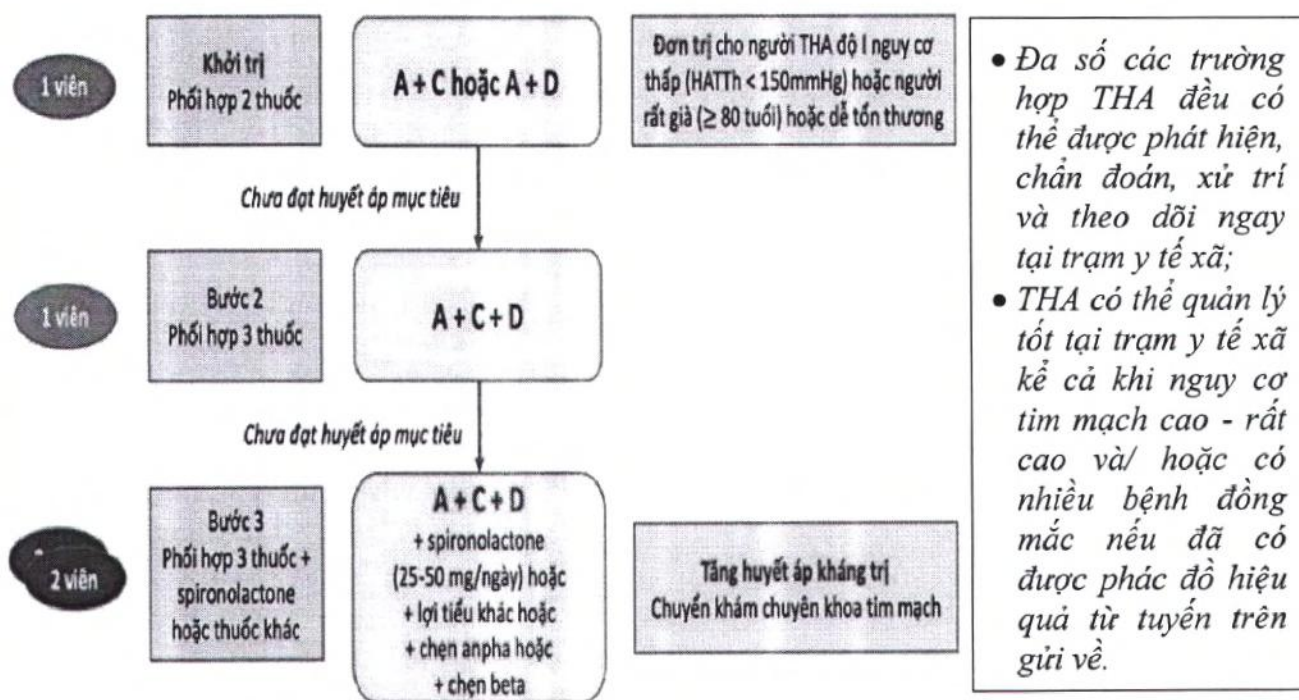 1 viên
Khởi trị
Phối hợp 2 thuốc
A + C hoặc A + D
Đơn trị cho người THA độ I nguy cơ
thấp (HATTh < 150mmHg) hoặc người
rất già (≥ 80 tuổi) hoặc dễ tổn thương
Chưa đạt huyết áp mục tiêu
1 viên
Bước 2
Phối hợp 3 thuốc
A + C + D
Chưa đạt huyết áp mục tiêu
2 viên
Bước 3
Phối hợp 3 thuốc +
spironolactone
hoặc thuốc khác
A + C + D
+ spironolactone
(25-50 mg/ngày) hoặc
+ lợi tiểu khác hoặc
+ chẹn anpha hoặc
+ chẹn beta
Tăng huyết áp kháng trị
Chuyển khám chuyên khoa tim mạch
• Đa số các trường
hợp THA đều có
thể được phát hiện,
chẩn đoán, xử trí
và theo dõi ngay
tại trạm y tế xã;
• THA có thể quản lý
tốt tại trạm y tế xã
kể cả khi nguy cơ
tim mạch cao - rất
cao và/ hoặc có
nhiều bệnh đồng
mắc nếu đã có
được phác đồ hiệu
quả từ tuyến trên
gửi về.